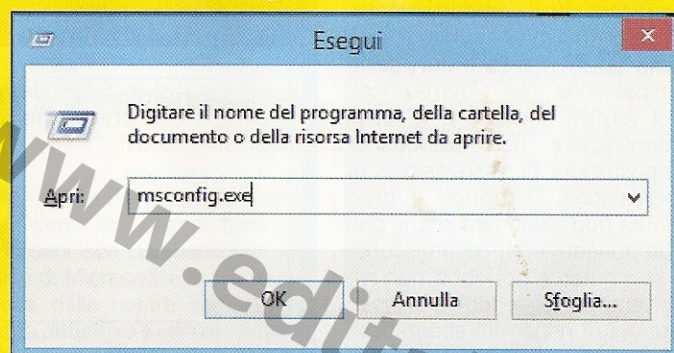 Esegui
Digitare il nome del programma, della cartella, del
documento o della risorsa Internet da aprire.
Apri: msconfig.exe
OK Annulla Sfoglia...
www.edit